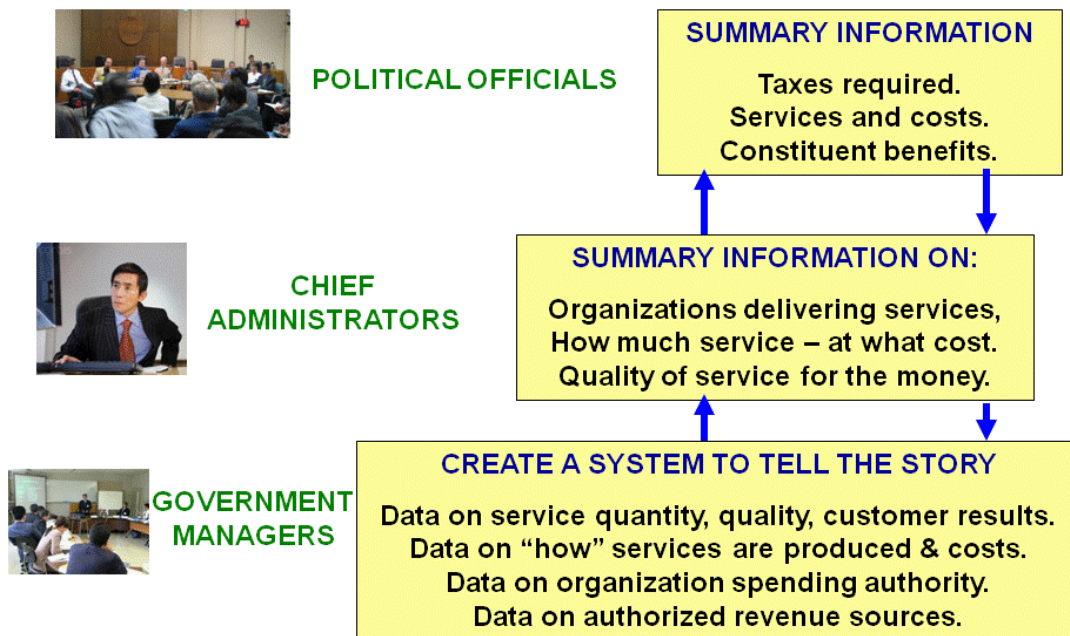 POLITICAL OFFICIALS
SUMMARY INFORMATION
Taxes required.
Services and costs.
Constituent benefits.
CHIEF
ADMINISTRATORS
SUMMARY INFORMATION ON:
Organizations delivering services,
How much service – at what cost.
Quality of service for the money.
GOVERNMENT
MANAGERS
CREATE A SYSTEM TO TELL THE STORY
Data on service quantity, quality, customer results.
Data on “how” services are produced & costs.
Data on organization spending authority.
Data on authorized revenue sources.